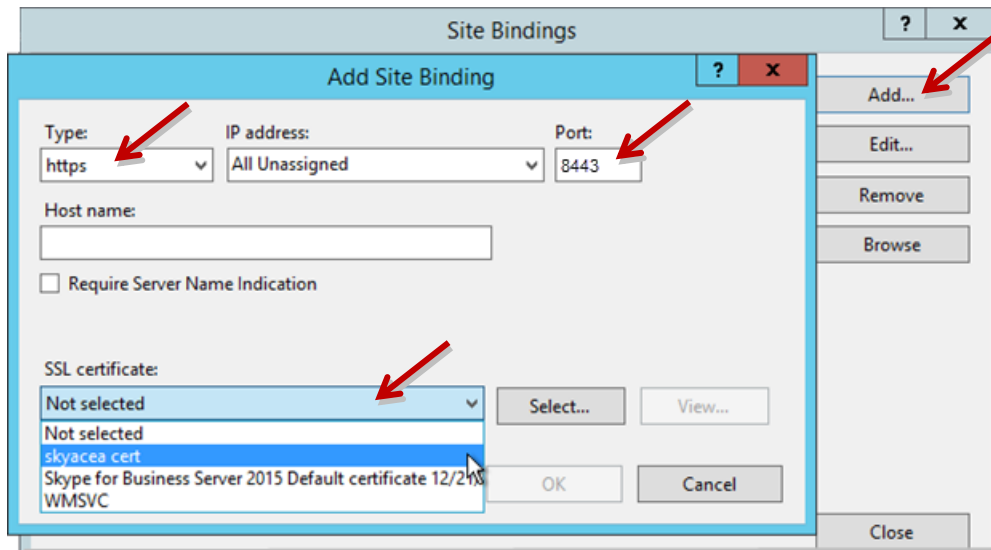 Site Bindings
? x
Add Site Binding
? x
Add...
Type:
IP address:
Port:
https
All Unassigned
8443
Edit...
Remove
Host name:
Browse
Require Server Name Indication
SSL certificate:
Not selected
Select...
View...
Not selected
skyacea cert
Skype for Business Server 2015 Default certificate
WMSVC
OK
Cancel
Close